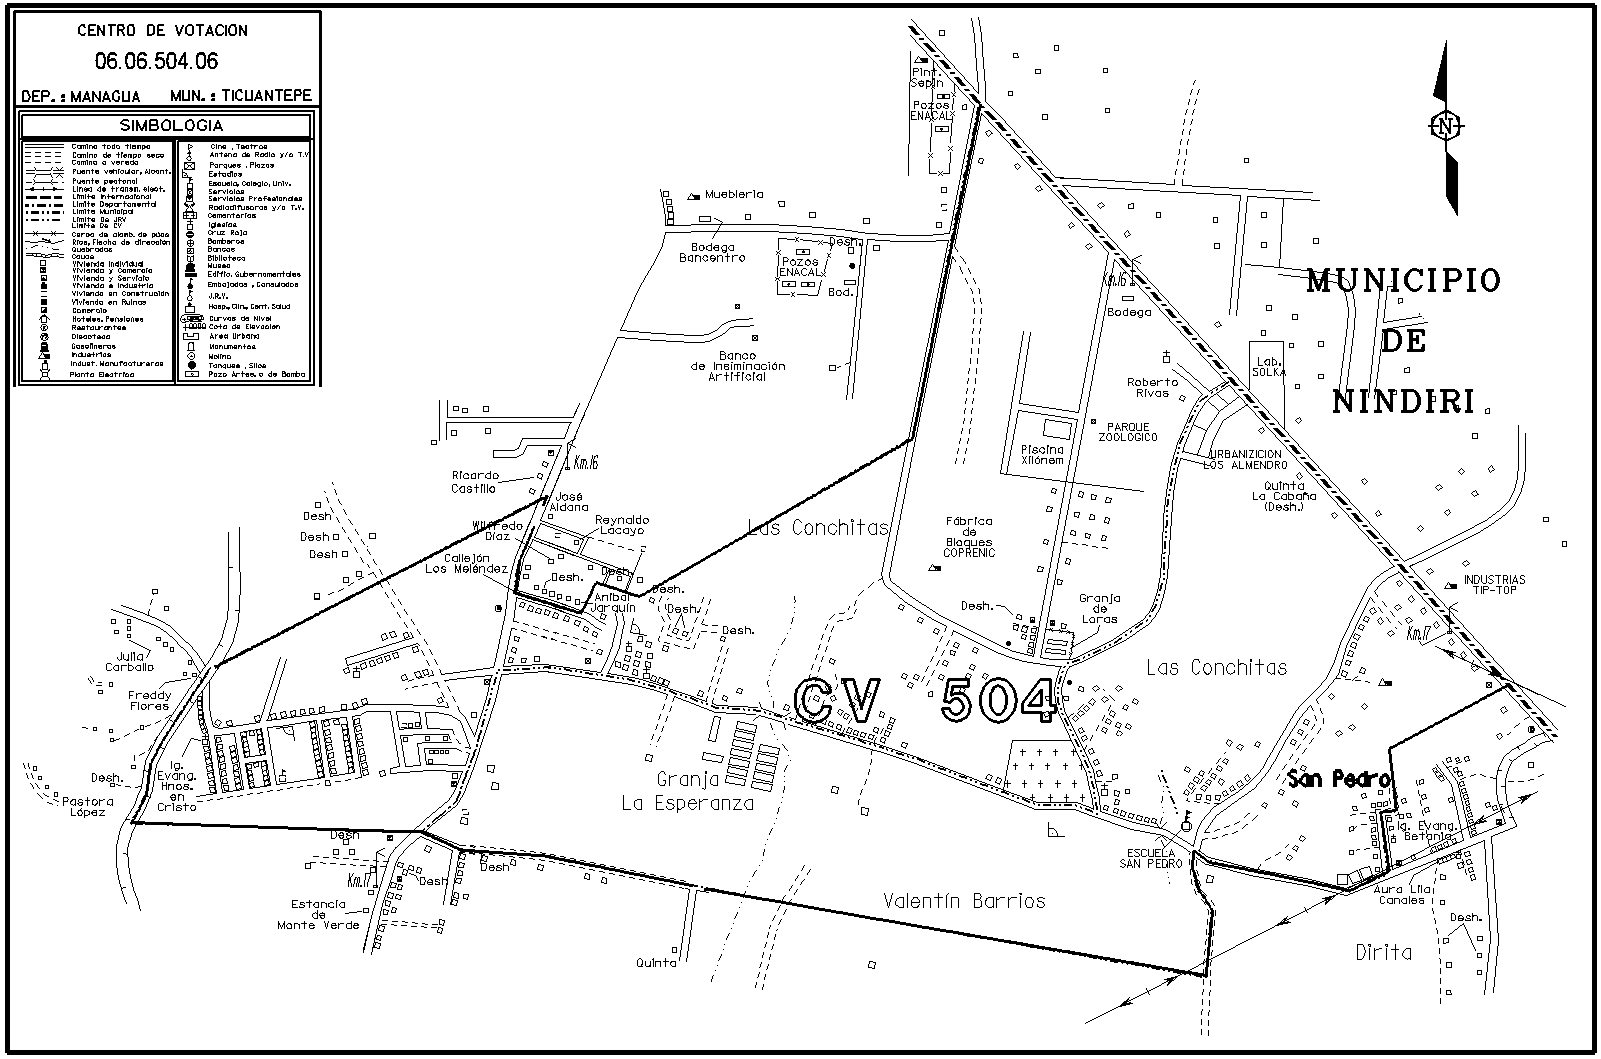 CENTRO DE VOTACION
06.06.504.06
DEP. : MANAGUA MUN. : TICUANTEPE
SIMBOLOGIA
Camino todo tiempo
Camino de tiempo seco
Camino o vereda
Puente vehicular, Alcant.
Puente peatonal
Linea de transm. elect.
Limite Internacional
Limite Departamental
Limite Municipal
Limite De JRV
Limite De CV
Cerca de alamb. de púas
Rios, Flecha de dirección
Quebradas
Cauce
Vivienda Individual
Vivienda y Comercio
Vivienda y Servicio
Vivienda e Industria
Vivienda en Construcción
Vivienda en Ruinas
Comercio
Hoteles, Pensiones
Restaurantes
Discoteca
Gasolineras
Industrias
Indust. Manufactureras
Planta Electrica
Cine , Teatros
Antena de Radio y/o T.V
Parques , Plazas
Estadios
Escuela, Colegio, Univ.
Servicios
Servicios Profesionales
Radiodifusoras y/o T.V.
Cementerios
Iglesias
Cruz Roja
Bomberos
Bancos
Biblioteca
Museo
Edific. Gubernamentales
Embajadas , Consulados
J.R.V.
Hosp., Clin., Cent. Salud
Curvas de Nivel
Cota de Elevacion
Area Urbana
Monumentos
Molino
Tanques , Silos
Pozo Artes. o de Bomba
Pint.
Sepin
Pozos
ENACAL
N
Muebleria
Bodega
Bancentro
Desh.
Pozos
ENACAL
Bod.
Km.16
Bodega
MUNICIPIO
DE
NINDIRI
Banco
de Inseminación
Artificial
Lab.
SOLKA
Roberto
Rivas
PARQUE
ZOOLOGICO
Piscina
Xilónem
URBANIZICION
LOS ALMENDRO
Quinta
La Cabaña
(Desh.)
Km.16
Ricardo
Castillo
José
Aldana
Desh
Desh
Desh
Wilfredo
Díaz
Reynaldo
Lacayo
Las Conchitas
Fábrica
de
Bloques
COPRENIC
Callejón
Los Meléndez
Desh.
Desh.
Desh.
Aníbal
Jarquín
Desh.
Desh.
Desh.
Granja
de
Loras
INDUSTRIAS
TIP-TOP
Km.17
Julia
Carballo
Freddy
Flores
Las Conchitas
CV 504
Ig.
Evang.
Hnos.
en
Cristo
Desh.
Pastora
López
Granja
La Esperanza
San Pedro
Ig. Evang.
Betania
Desh
Km.17
Desh
Desh
ESCUELA
SAN PEDRO
Aura Lila
Canales
Estancia
de
Monte Verde
Valentín Barrios
Desh.
Dirita
Quinta